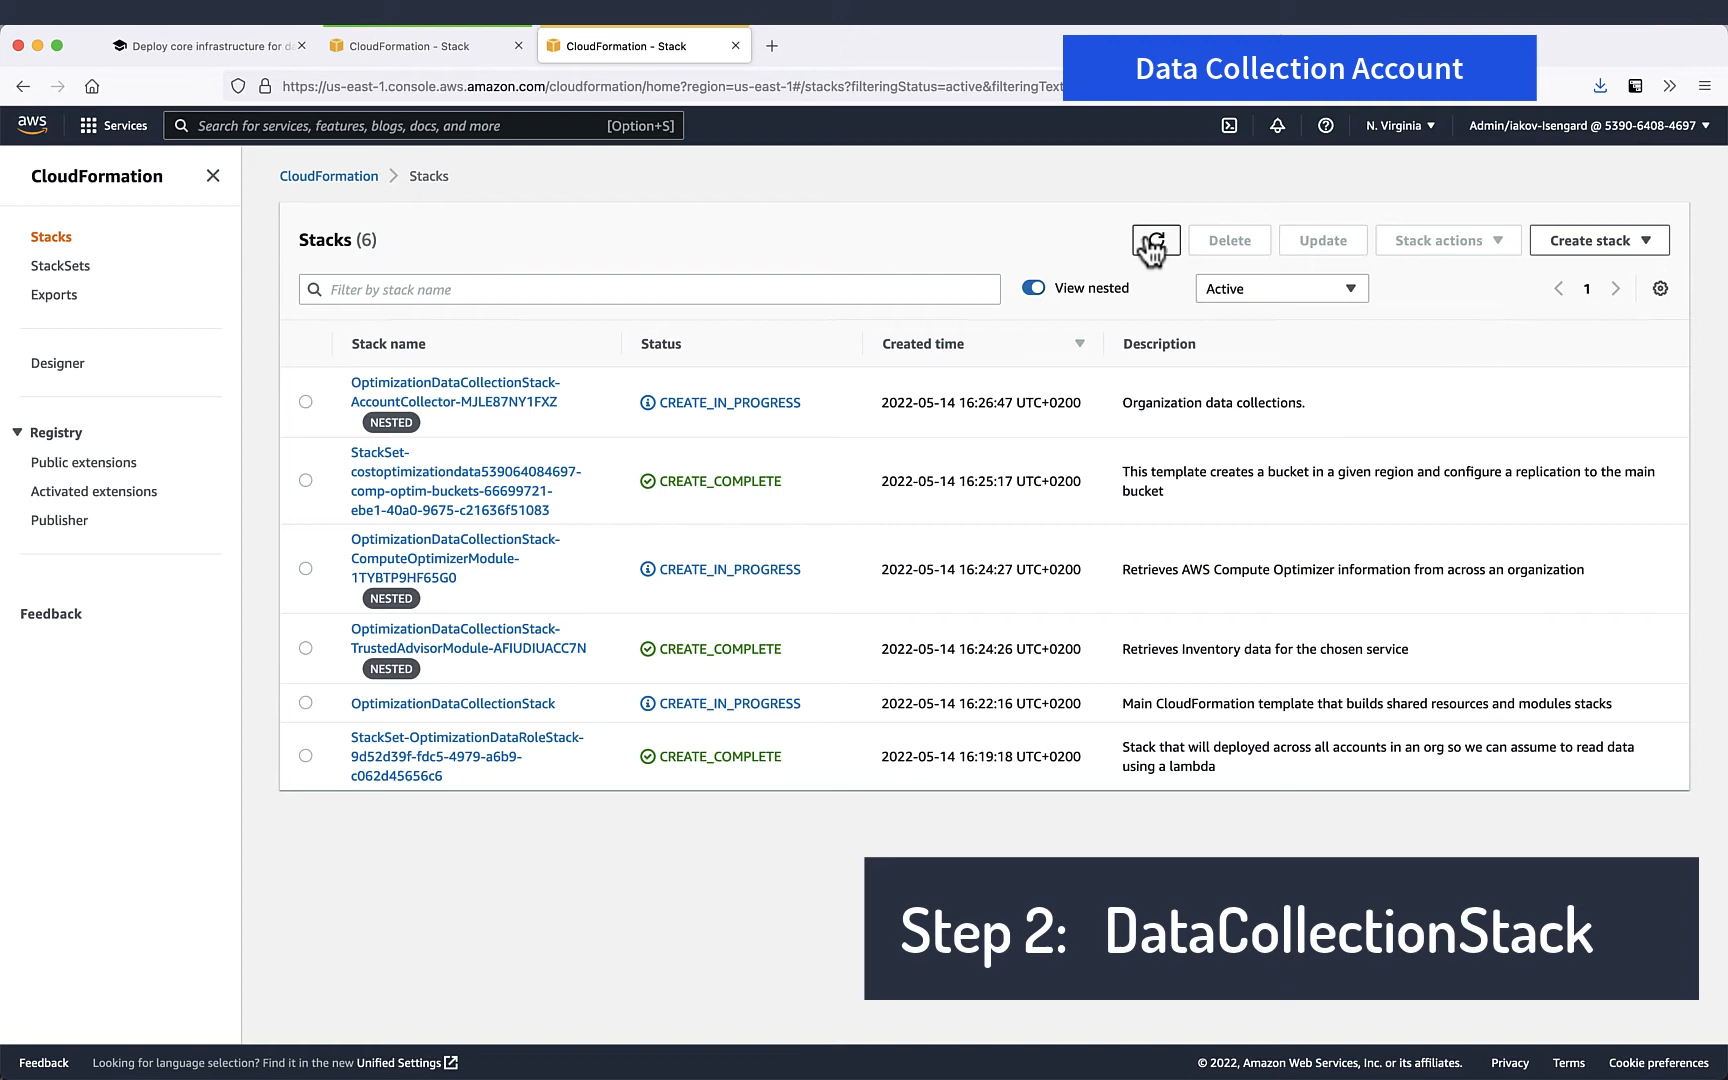 Deploy core infrastructure for d
CloudFormation - Stack
CloudFormation - Stack
https://us-east-1.console.aws.amazon.com/cloudformation/home?region=us-east-1#/stacks?filteringStatus=active&filteringText
Data Collection Account
aws
Services
Search for services, features, blogs, docs, and more
[Option+S]
N. Virginia
Admin/iakov-Isengard @ 5390-6408-4697
CloudFormation
Stacks
StackSets
Exports
Designer
Registry
Public extensions
Activated extensions
Publisher
Feedback
CloudFormation
Stacks
Stacks (6)
Delete
Update
Stack actions
Create stack
Filter by stack name
View nested
Active
1
Stack name
Status
Created time
Description
OptimizationDataCollectionStack-
AccountCollector-MJLE87NY1FXZ
NESTED
CREATE_IN_PROGRESS
2022-05-14 16:26:47 UTC+0200
Organization data collections.
StackSet-
costoptimizationdata539064084697-
comp-optim-buckets-66699721-
ebe1-40a0-9675-c21636f51083
CREATE_COMPLETE
2022-05-14 16:25:17 UTC+0200
This template creates a bucket in a given region and configure a replication to the main
bucket
OptimizationDataCollectionStack-
ComputeOptimizerModule-
1TYBTP9HF65G0
NESTED
CREATE_IN_PROGRESS
2022-05-14 16:24:27 UTC+0200
Retrieves AWS Compute Optimizer information from across an organization
OptimizationDataCollectionStack-
TrustedAdvisorModule-AFIUDIUACC7N
NESTED
CREATE_COMPLETE
2022-05-14 16:24:26 UTC+0200
Retrieves Inventory data for the chosen service
OptimizationDataCollectionStack
CREATE_IN_PROGRESS
2022-05-14 16:22:16 UTC+0200
Main CloudFormation template that builds shared resources and modules stacks
StackSet-OptimizationDataRoleStack-
9d52d39f-fdc5-4979-a6b9-
c062d45656c6
CREATE_COMPLETE
2022-05-14 16:19:18 UTC+0200
Stack that will deployed across all accounts in an org so we can assume to read data
using a lambda
Step 2: DataCollectionStack
Feedback
Looking for language selection? Find it in the new Unified Settings
© 2022, Amazon Web Services, Inc. or its affiliates.
Privacy
Terms
Cookie preferences